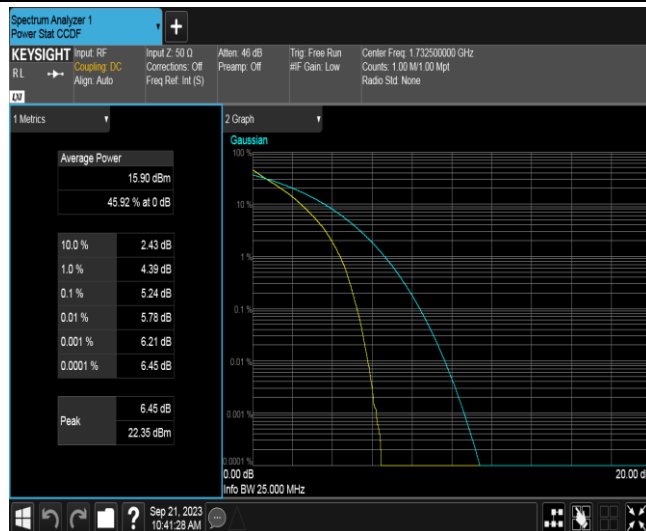 Spectrum Analyzer 1
Power Stat CCDF
+
KEYSIGHT
RL
Input: RF
Coupling: DC
Align: Auto
Input Z: 50 Ω
Corrections: Off
Freq Ref: Int (S)
Atten: 46 dB
Preamp: Off
Trig: Free Run
#IF Gain: Low
Center Freq: 1.732500000 GHz
Counts: 1.00 M/1.00 Mpt
Radio Std: None
1 Metrics
Average Power
15.90 dBm
45.92 % at 0 dB
10.0 % 2.43 dB
1.0 % 4.39 dB
0.1 % 5.24 dB
0.01 % 5.78 dB
0.001 % 6.21 dB
0.0001 % 6.45 dB
Peak
6.45 dB
22.35 dBm
2 Graph
Gaussian
100 %
10 %
1 %
0.1 %
0.01 %
0.001 %
0.0001 %
0.00 dB
20.00 d
Info BW 25.000 MHz
?
Sep 21, 2023
10:41:28 AM